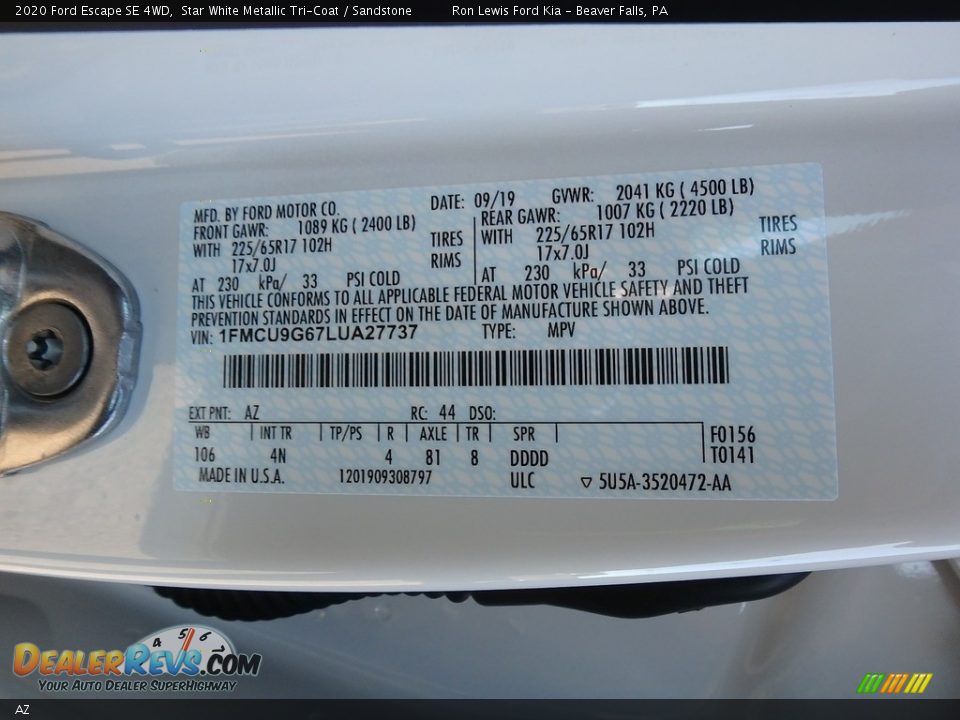 2020 Ford Escape SE 4WD, Star White Metallic Tri-Coat / Sandstone Ron Lewis Ford Kia - Beaver Falls, PA
MFD. BY FORD MOTOR CO. DATE: 09/19 GVWR: 2041 KG ( 4500 LB)
FRONT GAWR: 1089 KG ( 2400 LB) REAR GAWR: 1007 KG ( 2220 LB)
WITH 225/65R17 102H TIRES WITH 225/65R17 102H TIRES
17x7.0J RIMS 17x7.0J RIMS
AT 230 kPa/ 33 PSI COLD AT 230 kPa/ 33 PSI COLD
THIS VEHICLE CONFORMS TO ALL APPLICABLE FEDERAL MOTOR VEHICLE SAFETY AND THEFT
PREVENTION STANDARDS IN EFFECT ON THE DATE OF MANUFACTURE SHOWN ABOVE.
VIN: 1FMCU9G67LUA27737 TYPE: MPV
EXT PNT: AZ RC: 44 DSO:
WB INT TR TP/PS R AXLE TR SPR F0156
106 4N 4 81 8 DDDD T0141
MADE IN U.S.A. 1201909308797 ULC ▽ 5U5A-3520472-AA
4 5 6
DEALERREVS.COM
YOUR AUTO DEALER SUPERHIGHWAY
AZ